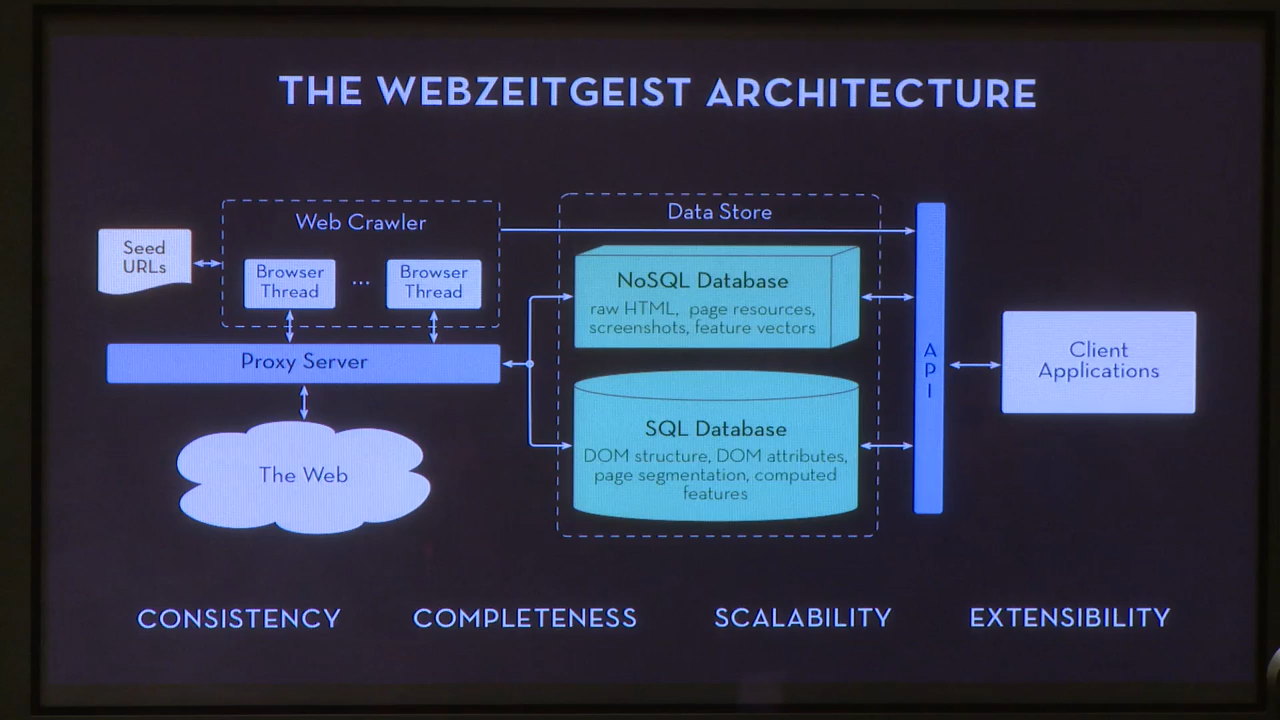 THE WEBZEITGEIST ARCHITECTURE
Seed
URLs
Web Crawler
Browser
Thread
...
Browser
Thread
Proxy Server
The Web
Data Store
NoSQL Database
raw HTML, page resources,
screenshots, feature vectors
SQL Database
DOM structure, DOM attributes,
page segmentation, computed
features
A
P
I
Client
Applications
CONSISTENCY
COMPLETENESS
SCALABILITY
EXTENSIBILITY